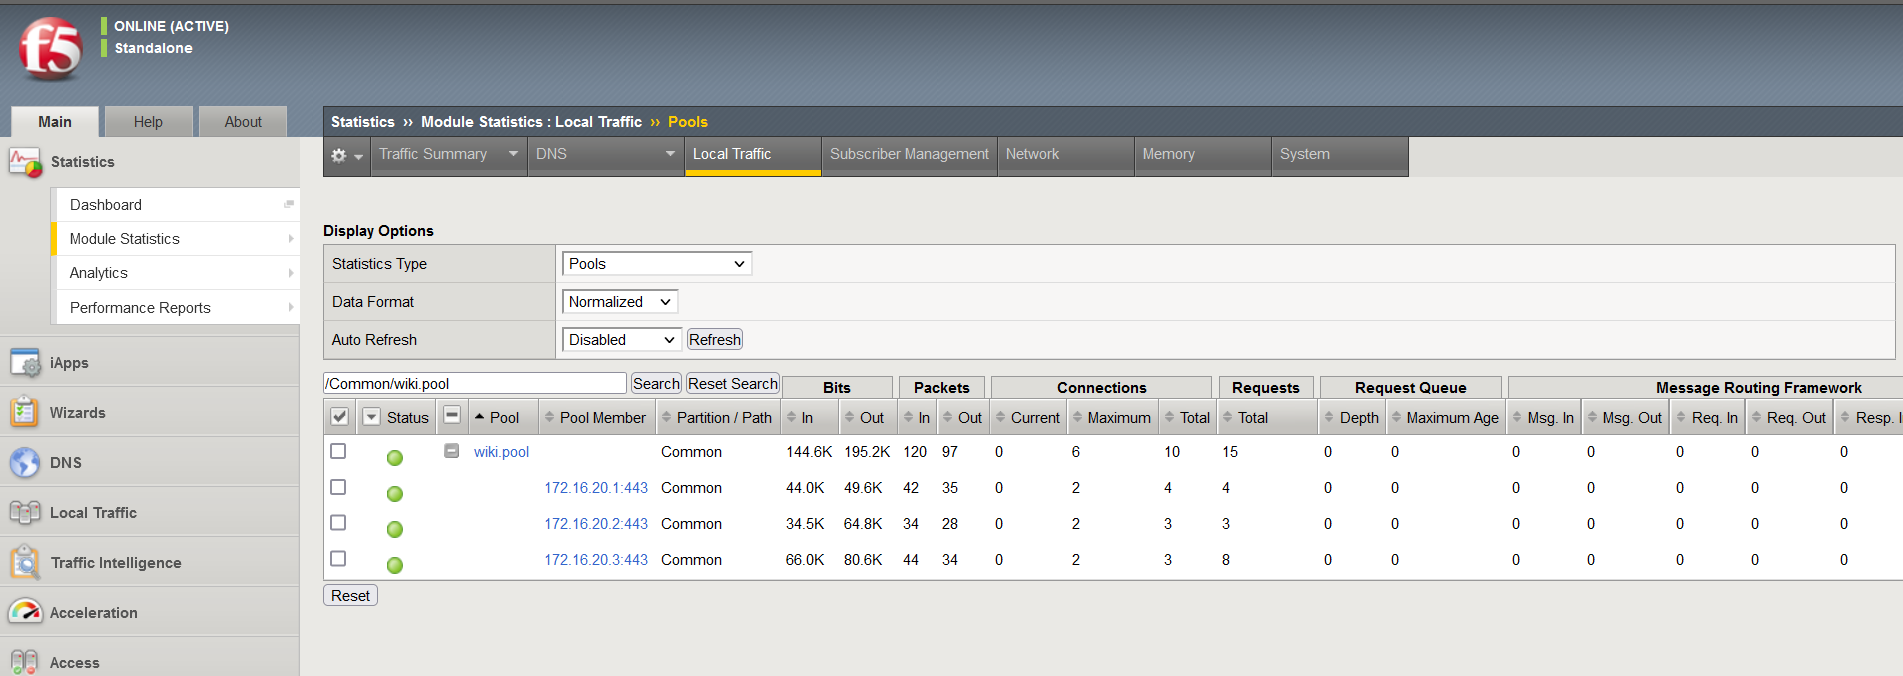 f5
ONLINE (ACTIVE)
Standalone
Main Help About
Statistics ›› Module Statistics : Local Traffic ›› Pools
Traffic Summary DNS Local Traffic Subscriber Management Network Memory System
Statistics
Dashboard
Module Statistics
Analytics
Performance Reports
iApps
Wizards
DNS
Local Traffic
Traffic Intelligence
Acceleration
Access
Display Options
Statistics Type Pools
Data Format Normalized
Auto Refresh Disabled Refresh
/Common/wiki.pool Search Reset Search Bits Packets Connections Requests Request Queue Message Routing Framework
Status Pool Pool Member Partition / Path In Out In Out Current Maximum Total Total Depth Maximum Age Msg. In Msg. Out Req. In Req. Out Resp.
wiki.pool Common 144.6K 195.2K 120 97 0 6 10 15 0 0 0 0 0 0 0
172.16.20.1:443 Common 44.0K 49.6K 42 35 0 2 4 4 0 0 0 0 0 0 0
172.16.20.2:443 Common 34.5K 64.8K 34 28 0 2 3 3 0 0 0 0 0 0 0
172.16.20.3:443 Common 66.0K 80.6K 44 34 0 2 3 8 0 0 0 0 0 0 0
Reset